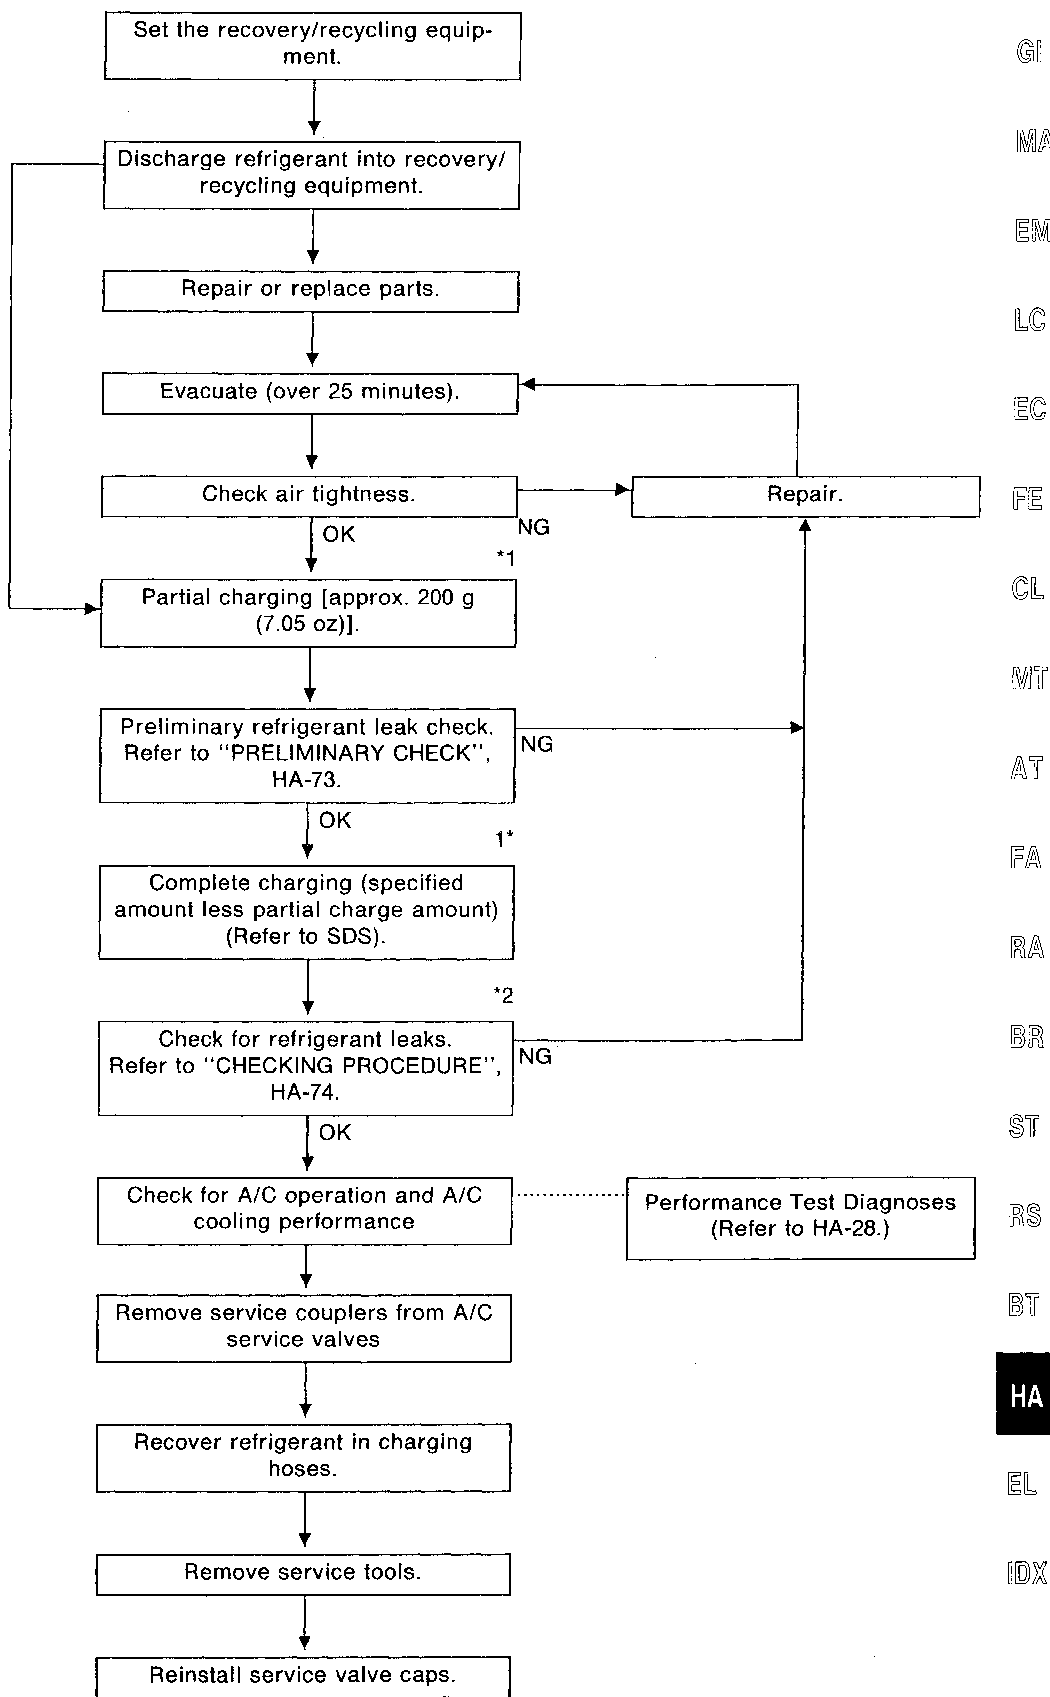 Set the recovery/recycling equip-
ment.
Discharge refrigerant into recovery/
recycling equipment.
Repair or replace parts.
Evacuate (over 25 minutes).
Check air tightness.
Repair.
OK
NG
*1
Partial charging [approx. 200 g
(7.05 oz)].
Preliminary refrigerant leak check.
Refer to "PRELIMINARY CHECK",
HA-73.
NG
OK
1*
Complete charging (specified
amount less partial charge amount)
(Refer to SDS).
*2
Check for refrigerant leaks.
Refer to "CHECKING PROCEDURE",
HA-74.
NG
OK
Check for A/C operation and A/C
cooling performance
Performance Test Diagnoses
(Refer to HA-28.)
Remove service couplers from A/C
service valves
Recover refrigerant in charging
hoses.
Remove service tools.
Reinstall service valve caps.
GI
MA
EM
LC
EC
FE
CL
MT
AT
FA
RA
BR
ST
RS
BT
HA
EL
IDX